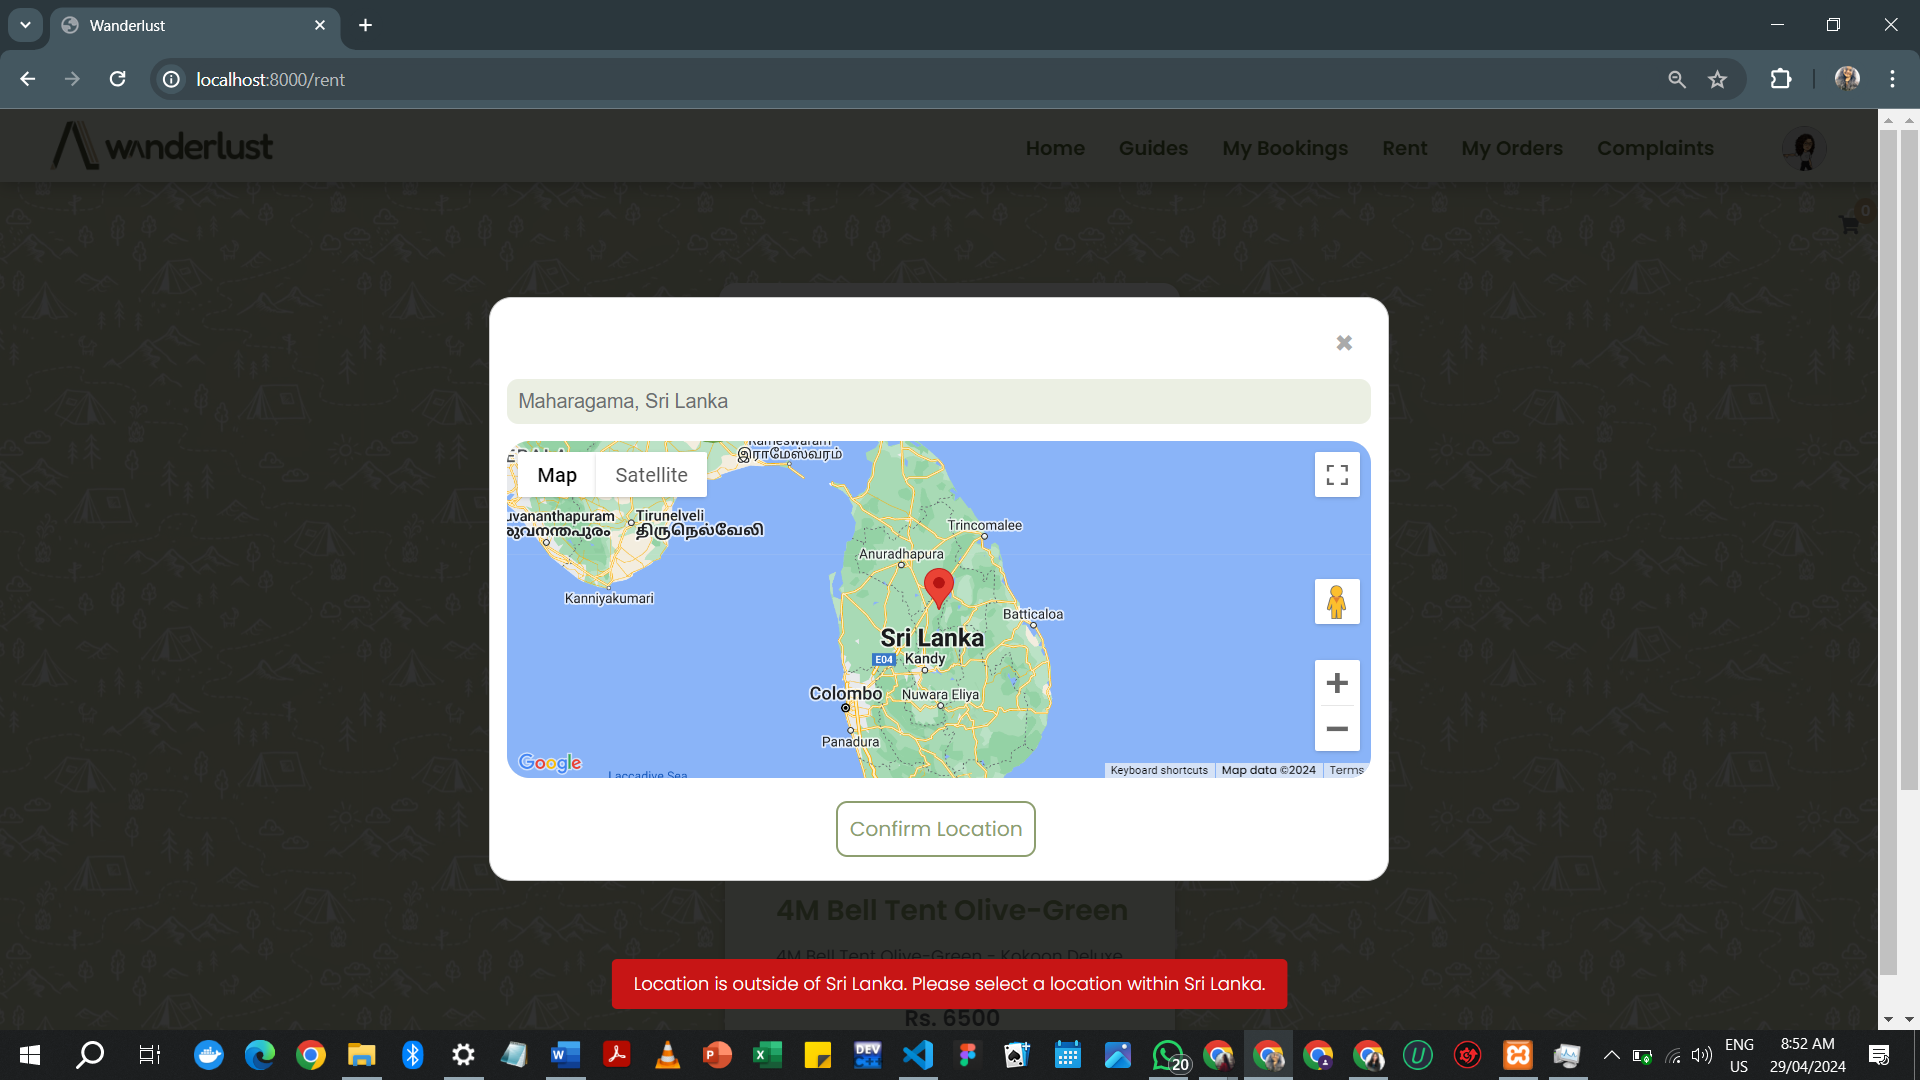 Wanderlust
localhost:8000/rent
wanderlust
Home
Guides
My Bookings
Rent
My Orders
Complaints
0
Maharagama, Sri Lanka
Map
Satellite
Rameswaram
இராமேஸ்வரம்
Tirunelveli
திருநெல்வேலி
Kanniyakumari
Trincomalee
Anuradhapura
Batticaloa
Sri Lanka
E04
Kandy
Colombo
Nuwara Eliya
Panadura
Laccadive Sea
Google
Keyboard shortcuts
Map data ©2024
Terms
Confirm Location
4M Bell Tent Olive-Green
4M Bell Tent Olive-Green - Kokoon Deluxe
Location is outside of Sri Lanka. Please select a location within Sri Lanka.
Rs. 6500
DEV
C++
20
ENG
US
8:52 AM
29/04/2024